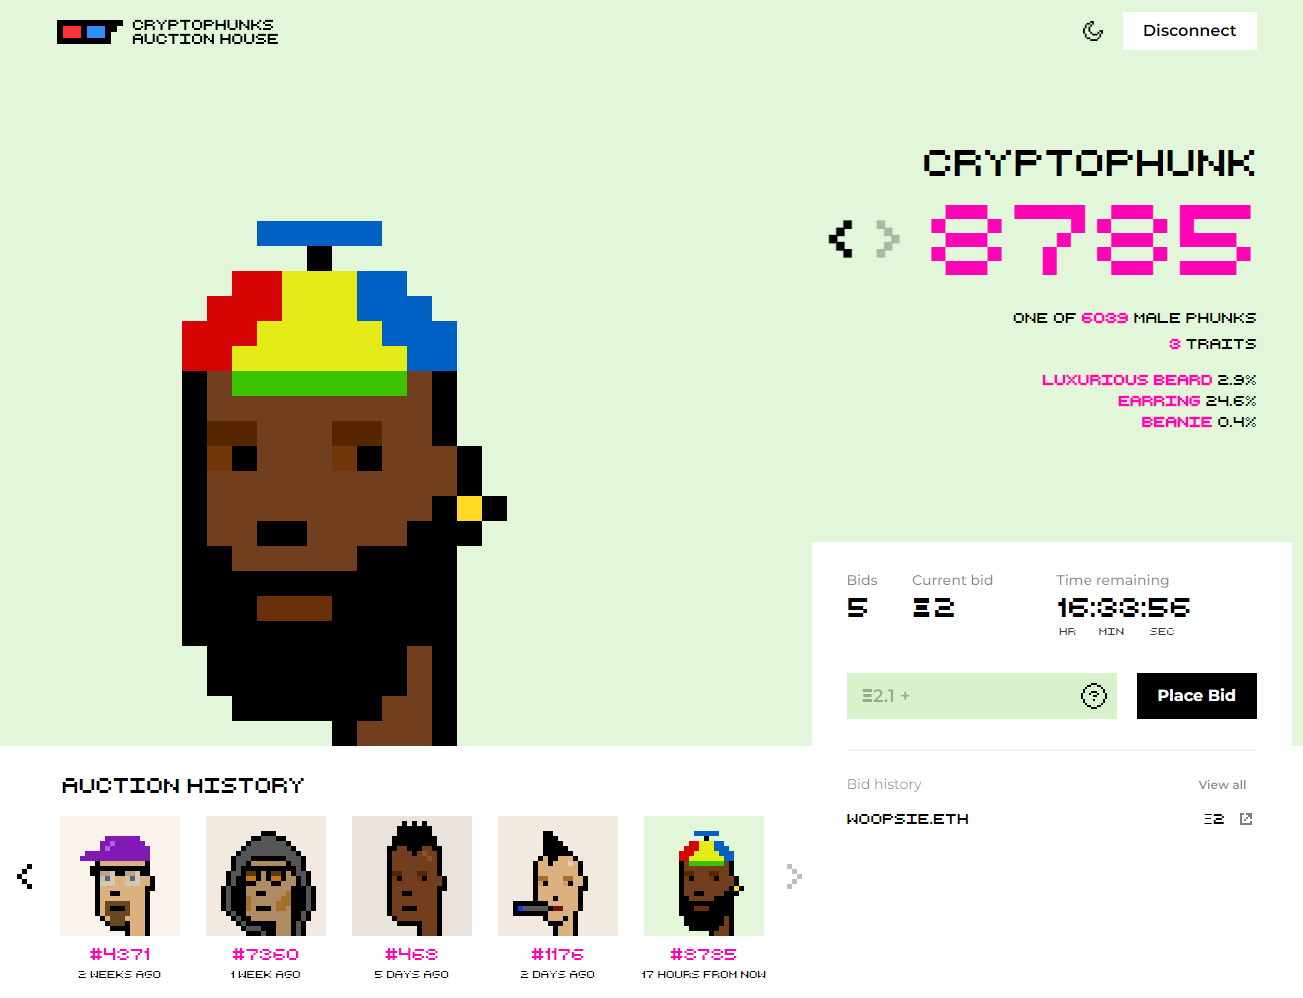 CRYPTOPHUNKS
AUCTION HOUSE
Disconnect
CRYPTOPHUNK
8785
ONE OF 6039 MALE PHUNKS
3 TRAITS
LUXURIOUS BEARD 2.9%
EARRING 24.6%
BEANIE 0.4%
Bids Current bid Time remaining
5 Ξ2 16:33:56
HR MIN SEC
Ξ2.1 + ? Place Bid
Bid history View all
WOOPSIE.ETH Ξ2
AUCTION HISTORY
#4371 #7360 #468 #1176 #8785
2 WEEKS AGO 1 WEEK AGO 5 DAYS AGO 2 DAYS AGO 17 HOURS FROM NOW